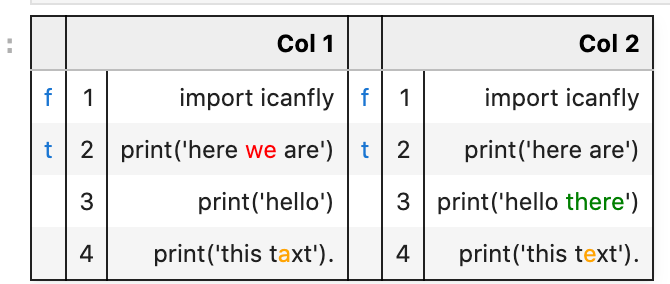 :
Col 1 Col 2
f 1 import icanfly f 1 import icanfly
t 2 print('here we are') t 2 print('here are')
3 print('hello') 3 print('hello there')
4 print('this taxt'). 4 print('this text').